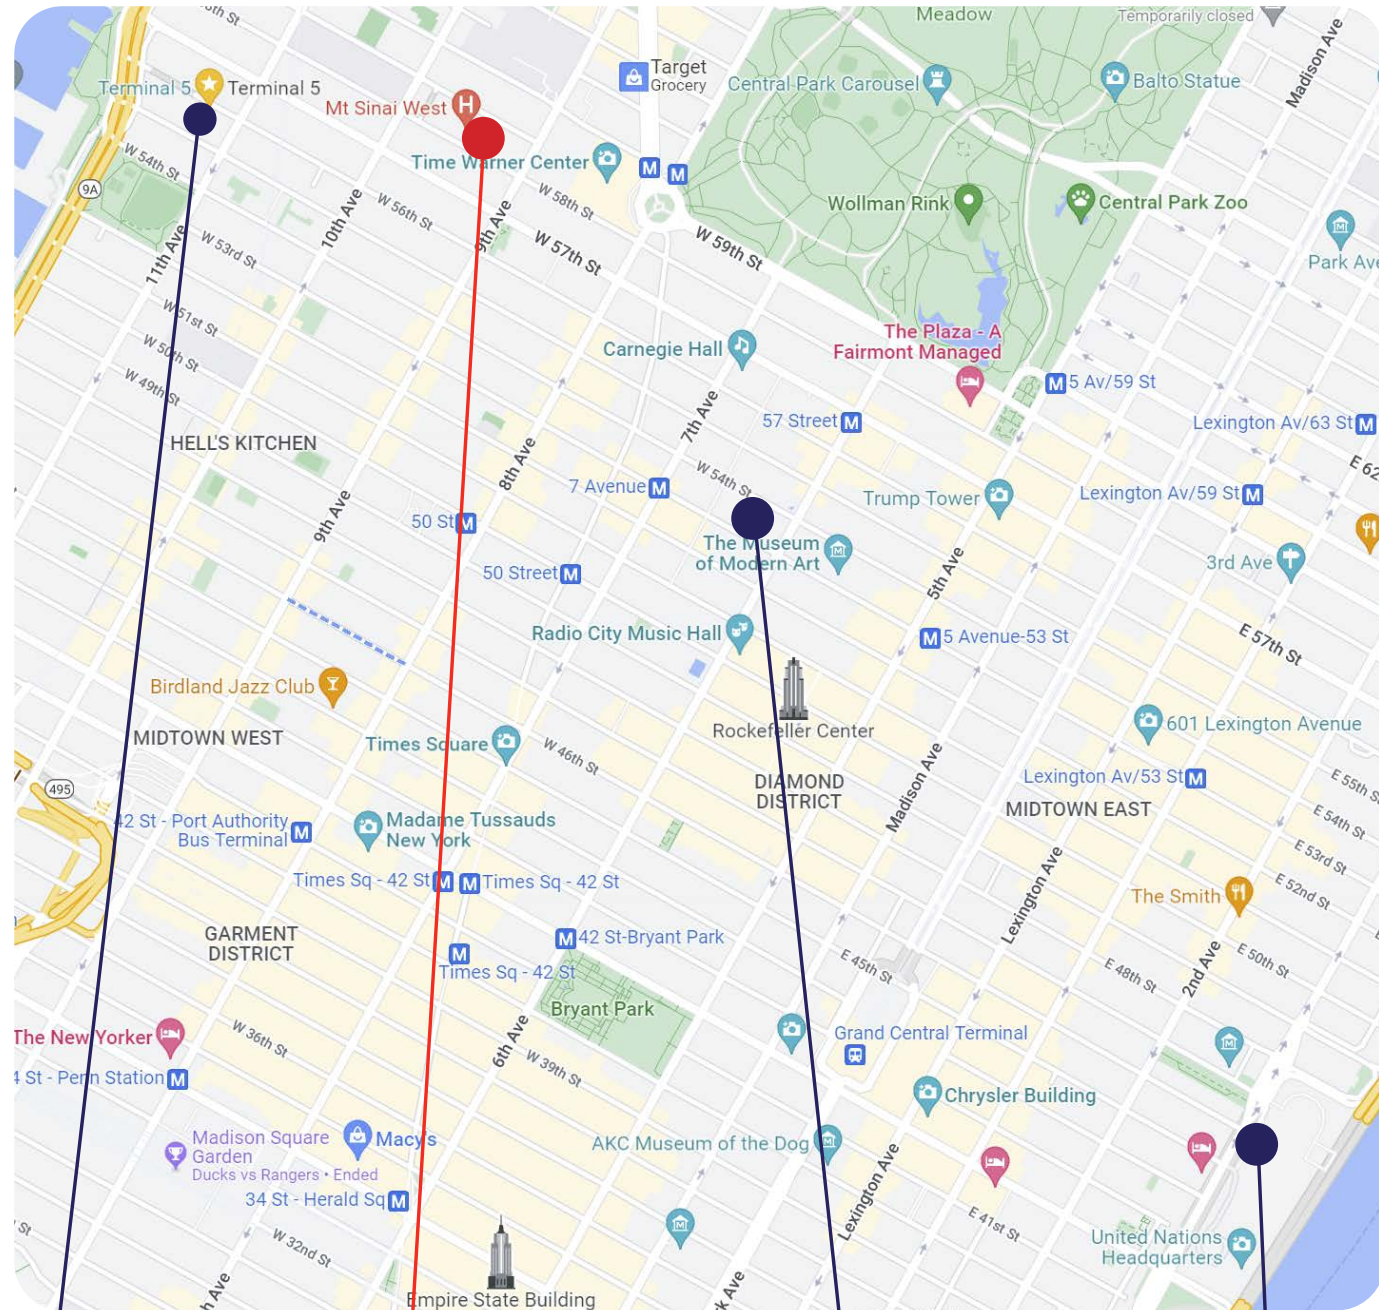 Meadow
Temporarily closed
Madison Ave
Target
Grocery
Terminal 5
Terminal 5
Central Park Carousel
Balto Statue
Mt Sinai West
H
Time Warner Center
M
M
W 54th St
9A
W 58th St
W 56th St
Wollman Rink
Central Park Zoo
10th Ave
9th Ave
11th Ave
W 53rd St
W 57th St
W 59th St
Park Ave
W 51st St
The Plaza - A
Fairmont Managed
W 50th St
Carnegie Hall
W 49th St
M 5 Av/59 St
7th Ave
57 Street M
Lexington Av/63 St M
HELL'S KITCHEN
8th Ave
E 62
W 54th St
7 Avenue M
Trump Tower
Lexington Av/59 St M
9th Ave
50 St M
The Museum
of Modern Art
3rd Ave
50 Street M
5th Ave
Radio City Music Hall
M 5 Avenue-53 St
E 57th St
Birdland Jazz Club
Rockefeller Center
601 Lexington Avenue
MIDTOWN WEST
Times Square
W 46th St
DIAMOND
DISTRICT
Madison Ave
Lexington Av/53 St M
E 55th S
MIDTOWN EAST
495
42 St - Port Authority
Bus Terminal M
Madame Tussauds
New York
E 54th St
E 53rd St
Times Sq - 42 St M
M Times Sq - 42 St
Lexington Ave
The Smith
E 52nd St
GARMENT
DISTRICT
M 42 St-Bryant Park
M
Times Sq - 42 St
E 45th St
E 48th St
2nd Ave
E 50th St
Bryant Park
The New Yorker
W 36th St
6th Ave
W 39th St
Grand Central Terminal
4 St - Penn Station M
Chrysler Building
Madison Square
Garden
Ducks vs Rangers • Ended
Macy's
AKC Museum of the Dog
34 St - Herald Sq M
Lexington Ave
E 41st St
W 32nd St
United Nations
Headquarters
St
h Ave
Empire State Building
rk Ave